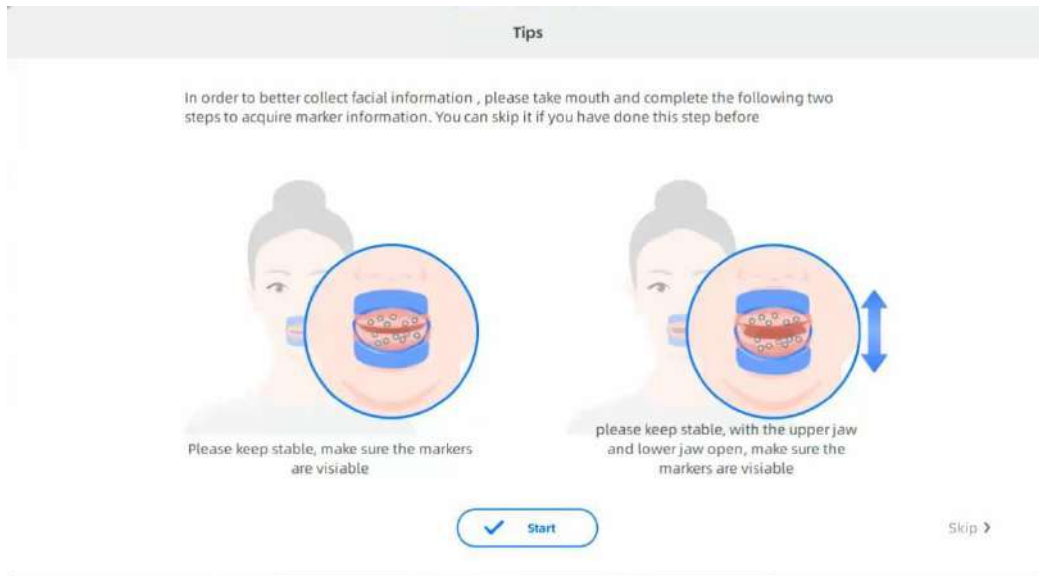 Tips
In order to better collect facial information , please take mouth and complete the following two
steps to acquire marker information. You can skip it if you have done this step before
Please keep stable, make sure the markers
are visiable
please keep stable, with the upper jaw
and lower jaw open, make sure the
markers are visiable
Start
Skip